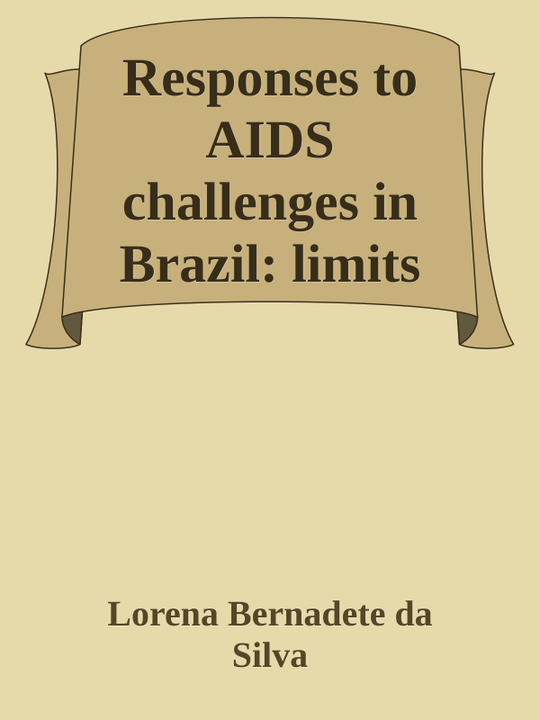 Responses to
AIDS
challenges in
Brazil: limits
Lorena Bernadete da
Silva